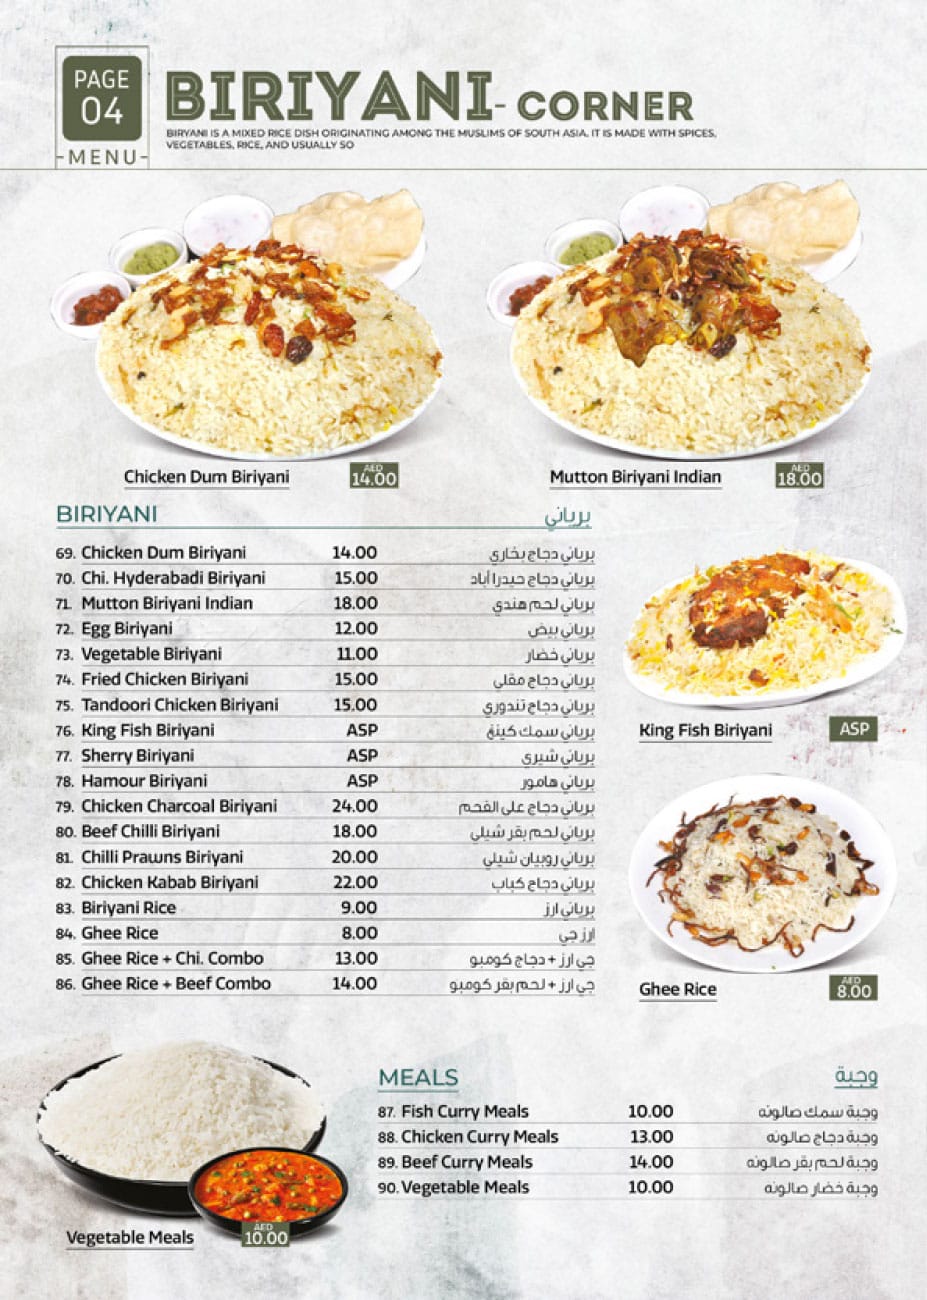 PAGE
04
-MENU-
BIRIYANI- CORNER
BIRYANI IS A MIXED RICE DISH ORIGINATING AMONG THE MUSLIMS OF SOUTH ASIA. IT IS MADE WITH SPICES,
VEGETABLES, RICE, AND USUALLY SO
Chicken Dum Biriyani AED 14.00
Mutton Biriyani Indian AED 18.00
BIRIYANI برياني
69. Chicken Dum Biriyani 14.00 برياني دجاج بخاري
70. Chi. Hyderabadi Biriyani 15.00 برياني دجاج حيدرا أباد
71. Mutton Biriyani Indian 18.00 برياني لحم هندي
72. Egg Biriyani 12.00 برياني بيض
73. Vegetable Biriyani 11.00 برياني خضار
74. Fried Chicken Biriyani 15.00 برياني دجاج مقلي
75. Tandoori Chicken Biriyani 15.00 برياني دجاج تندوري
76. King Fish Biriyani ASP برياني سمك كينغ
77. Sherry Biriyani ASP برياني شيري
78. Hamour Biriyani ASP برياني هامور
79. Chicken Charcoal Biriyani 24.00 برياني دجاج على الفحم
80. Beef Chilli Biriyani 18.00 برياني لحم بقر شيلي
81. Chilli Prawns Biriyani 20.00 برياني روبيان شيلي
82. Chicken Kabab Biriyani 22.00 برياني دجاج كباب
83. Biriyani Rice 9.00 برياني ارز
84. Ghee Rice 8.00 ارز جي
85. Ghee Rice + Chi. Combo 13.00 جي ارز + دجاج كومبو
86. Ghee Rice + Beef Combo 14.00 جي ارز + لحم بقر كومبو
King Fish Biriyani ASP
Ghee Rice AED 8.00
MEALS وجبة
87. Fish Curry Meals 10.00 وجبة سمك صالونه
88. Chicken Curry Meals 13.00 وجبة دجاج صالونه
89. Beef Curry Meals 14.00 وجبة لحم بقر صالونه
90. Vegetable Meals 10.00 وجبة خضار صالونه
Vegetable Meals AED 10.00